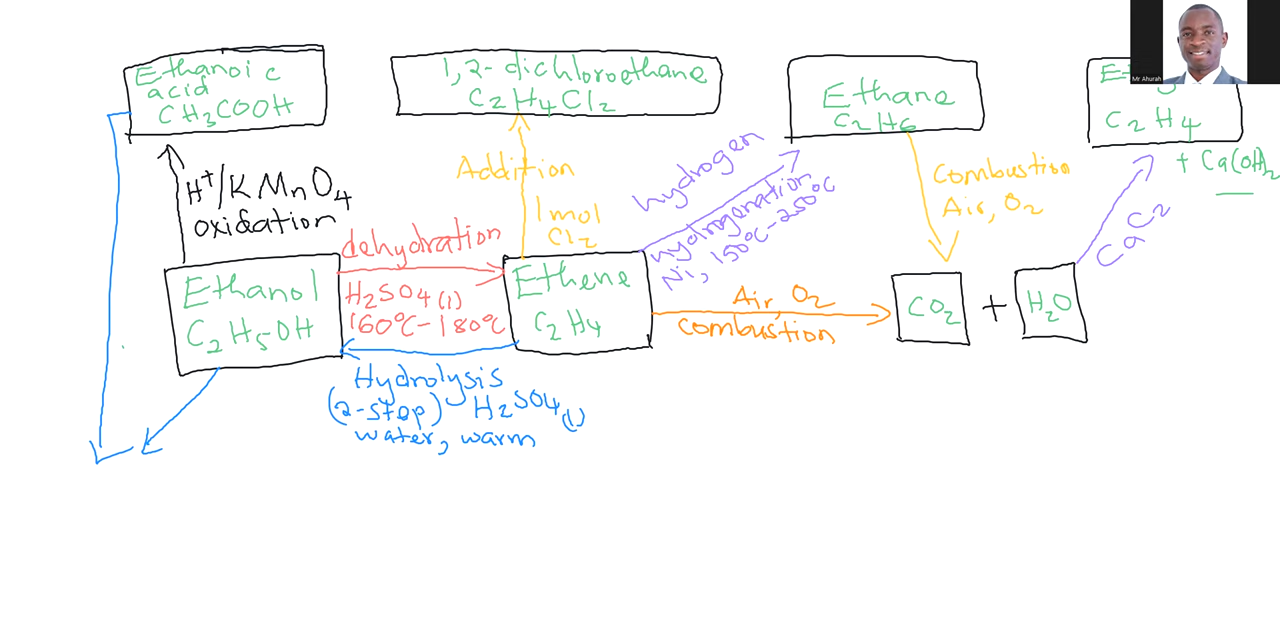 Ethanoic
acid
CH3COOH
1,2-dichloroethane
C2H4Cl2
Ethane
C2H6
Mr Ahurah
C2H4
+ Ca(OH)2
H+/KMnO4
oxidation
Addition
1mol
Cl2
hydrogen
hydrogenation
Ni, 150°C-250°C
Combustion
Air, O2
CaC2
dehydration
H2SO4(l)
160°C-180°C
Ethanol
C2H5OH
Ethene
C2H4
Air, O2
combustion
CO2
+
H2O
Hydrolysis
(2-step) H2SO4(l)
water, warm